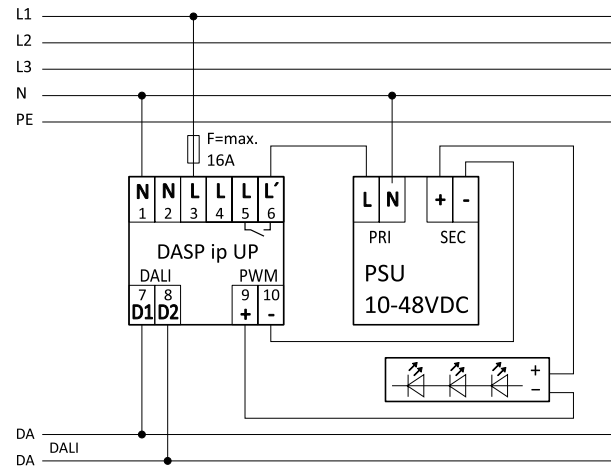 L1
L2
L3
N
PE
F=max.
16A
N N L L L L´
1 2 3 4 5 6
L N + -
PRI SEC
DASP ip UP
DALI PWM
PSU
10-48VDC
7 8 9 10
D1 D2 + -
+
−
DA
DALI
DA